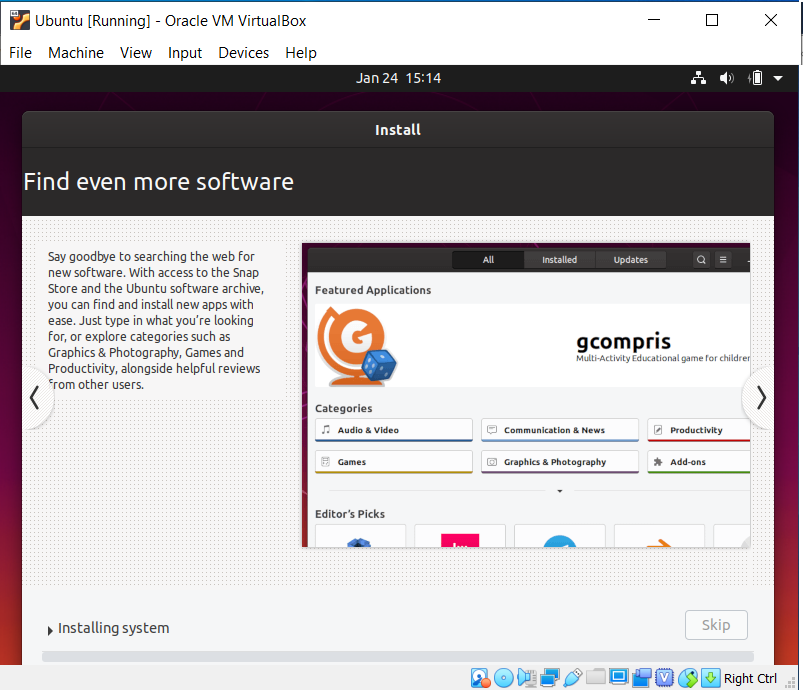 Ubuntu [Running] - Oracle VM VirtualBox
File Machine View Input Devices Help
Jan 24 15:14
Install
Find even more software
Say goodbye to searching the web for
new software. With access to the Snap
Store and the Ubuntu software archive,
you can find and install new apps with
ease. Just type in what you're looking
for, or explore categories such as
Graphics & Photography, Games and
Productivity, alongside helpful reviews
from other users.
All Installed Updates
Featured Applications
gcompris
Multi-Activity Educational game for children
Categories
Audio & Video Communication & News Productivity
Games Graphics & Photography Add-ons
Editor's Picks
Installing system
Skip
Right Ctrl